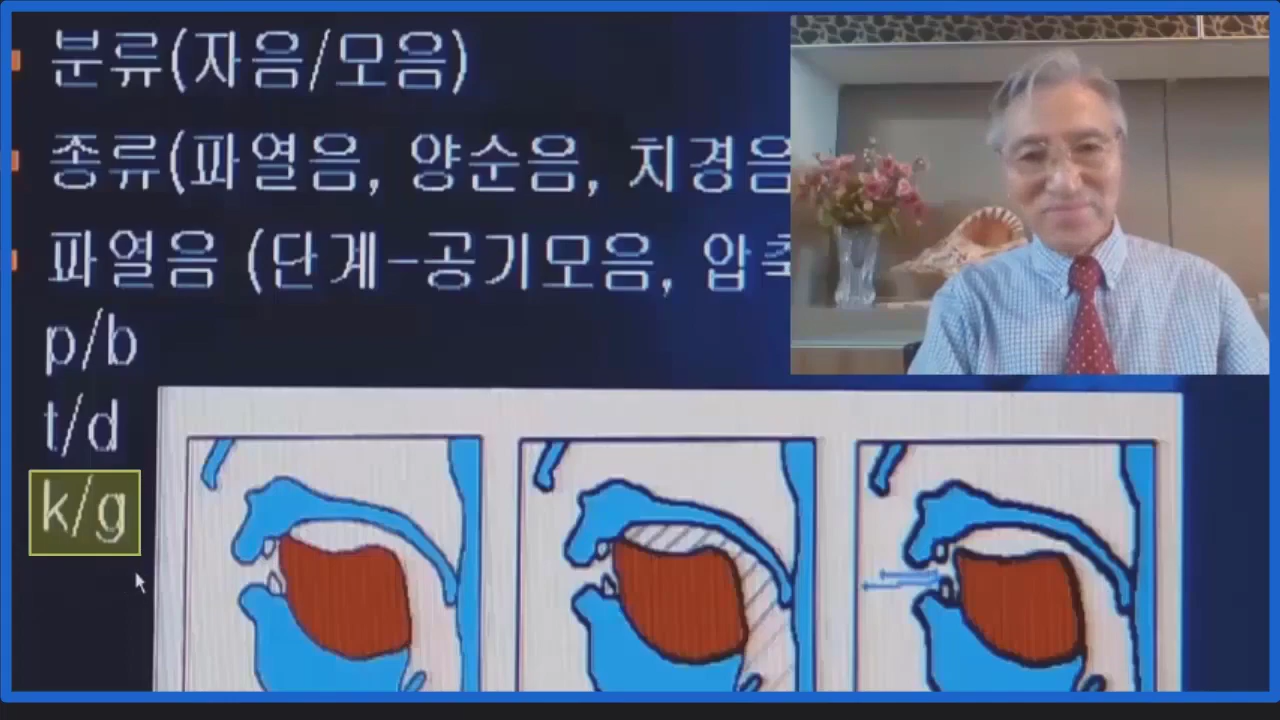 분류(자음/모음)
종류(파열음, 양순음, 치경음
파열음 (단계-공기모음, 압축
p/b
t/d
k/g